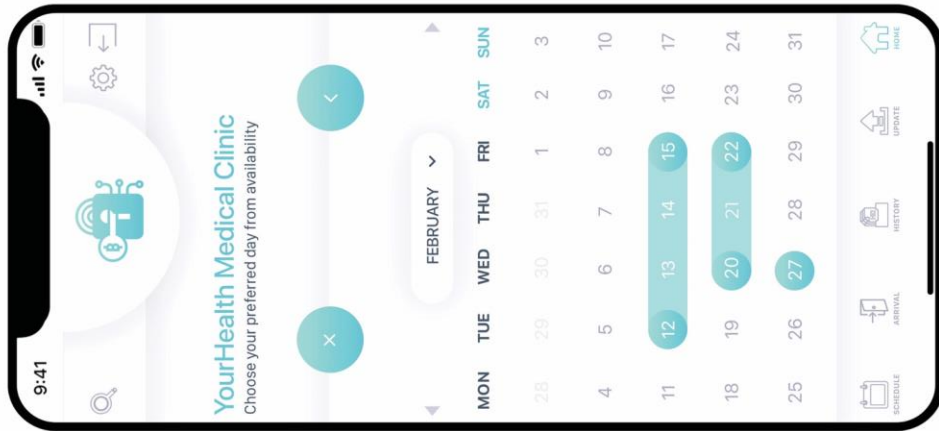 9:41
YourHealth Medical Clinic
Choose your preferred day from availability
FEBRUARY
MON TUE WED THU FRI SAT SUN
28 29 30 31 1 2 3
4 5 6 7 8 9 10
11 12 13 14 15 16 17
18 19 20 21 22 23 24
25 26 27 28 29 30 31
SCHEDULE ARRIVAL HISTORY UPDATE HOME